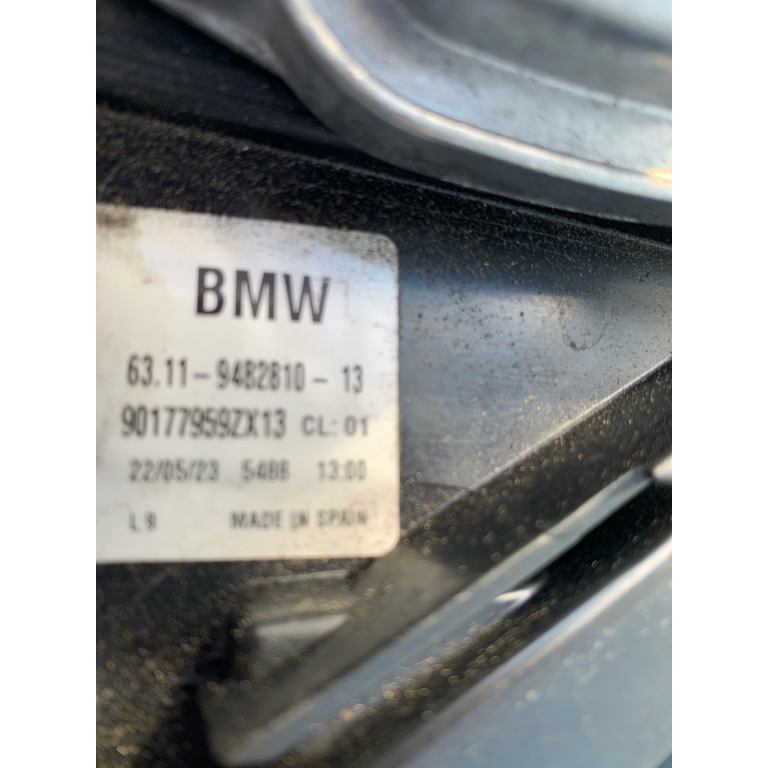 BMW
63.11 - 9482810 - 13
90177959ZX13 CL: 01
22/05/23 5488 13:00
L 9 MADE IN SPAIN